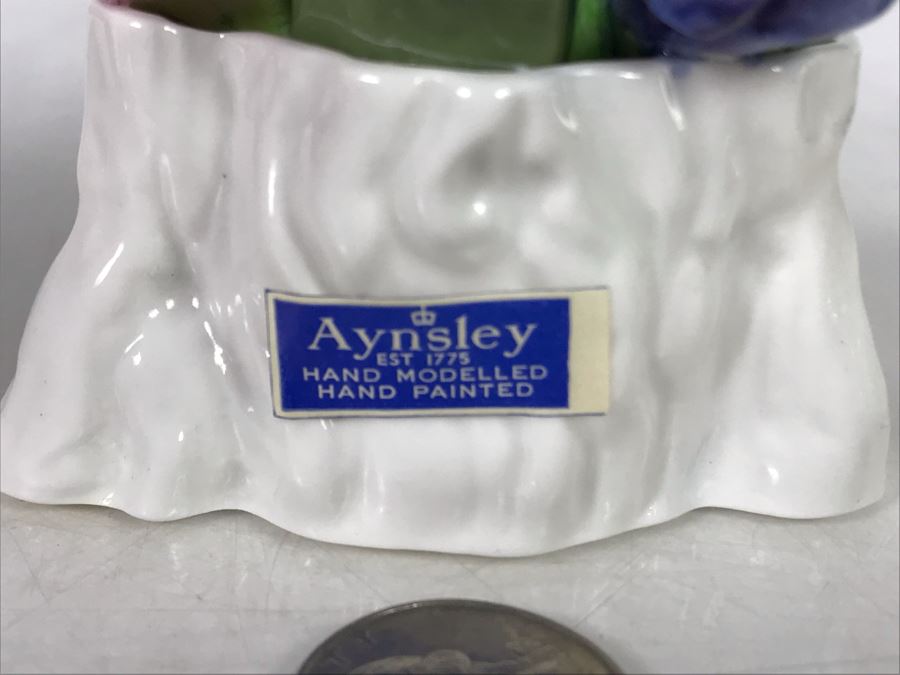 Aynsley
EST 1775
HAND MODELLED
HAND PAINTED